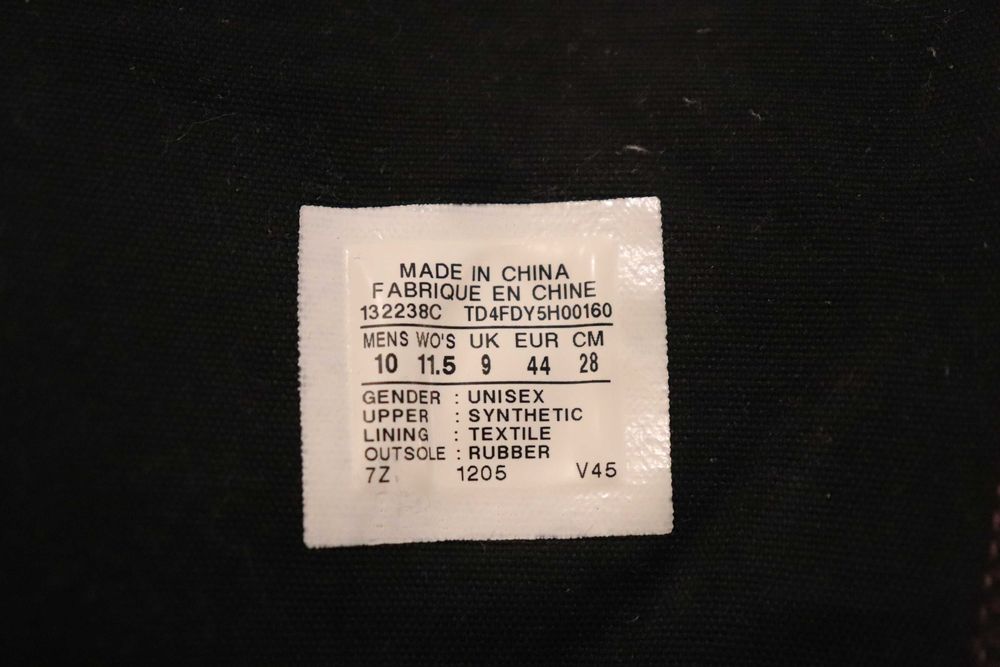 MADE IN CHINA
FABRIQUE EN CHINE
132238C TD4FDY5H00160
MENS WO'S UK EUR CM
10 11.5 9 44 28
GENDER : UNISEX
UPPER : SYNTHETIC
LINING : TEXTILE
OUTSOLE : RUBBER
7Z 1205 V45